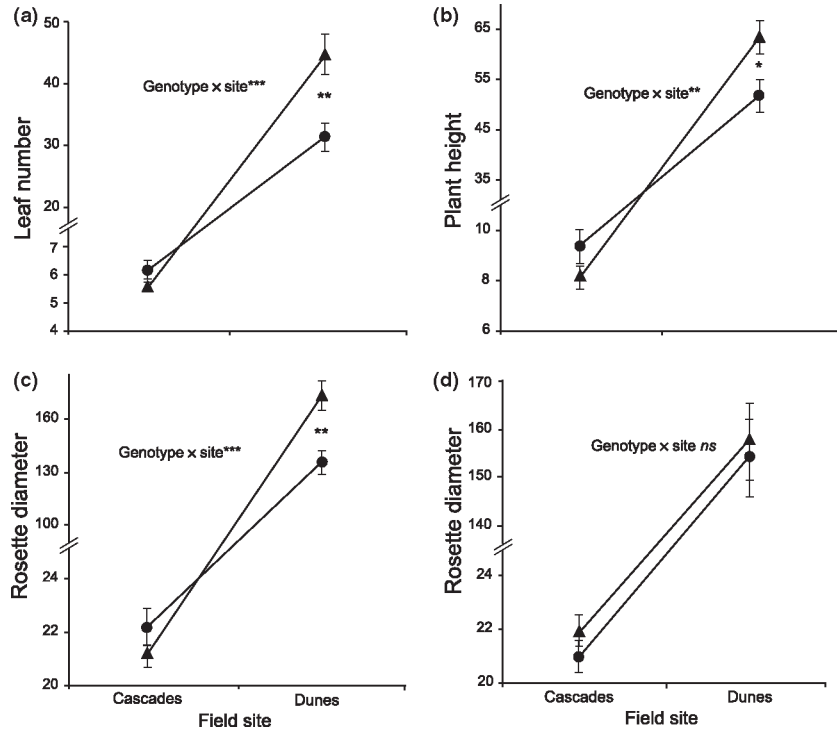 (a)
50
40
30
20
7
6
5
4
Leaf number
Genotype × site***
**
(b)
65
55
45
35
10
8
6
Plant height
Genotype × site**
*
(c)
160
130
100
24
22
20
Rosette diameter
Genotype × site***
**
Cascades
Dunes
Field site
(d)
170
160
150
140
24
22
20
Rosette diameter
Genotype × site ns
Cascades
Dunes
Field site